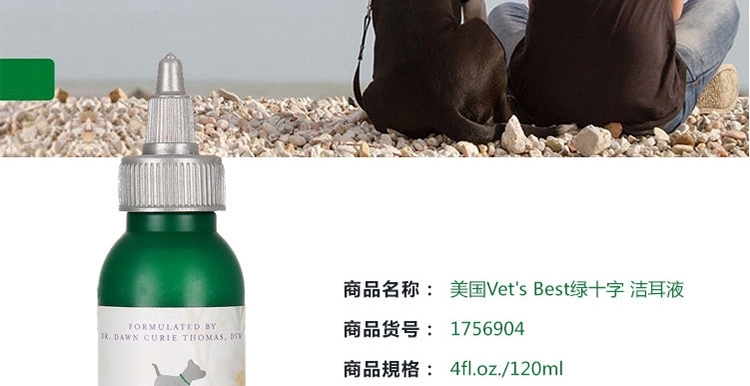 商品名称： 美国Vet's Best绿十字 洁耳液
商品货号： 1756904
商品規格： 4fl.oz./120ml
FORMULATED BY
DR. DAWN CURIE THOMAS, DVM